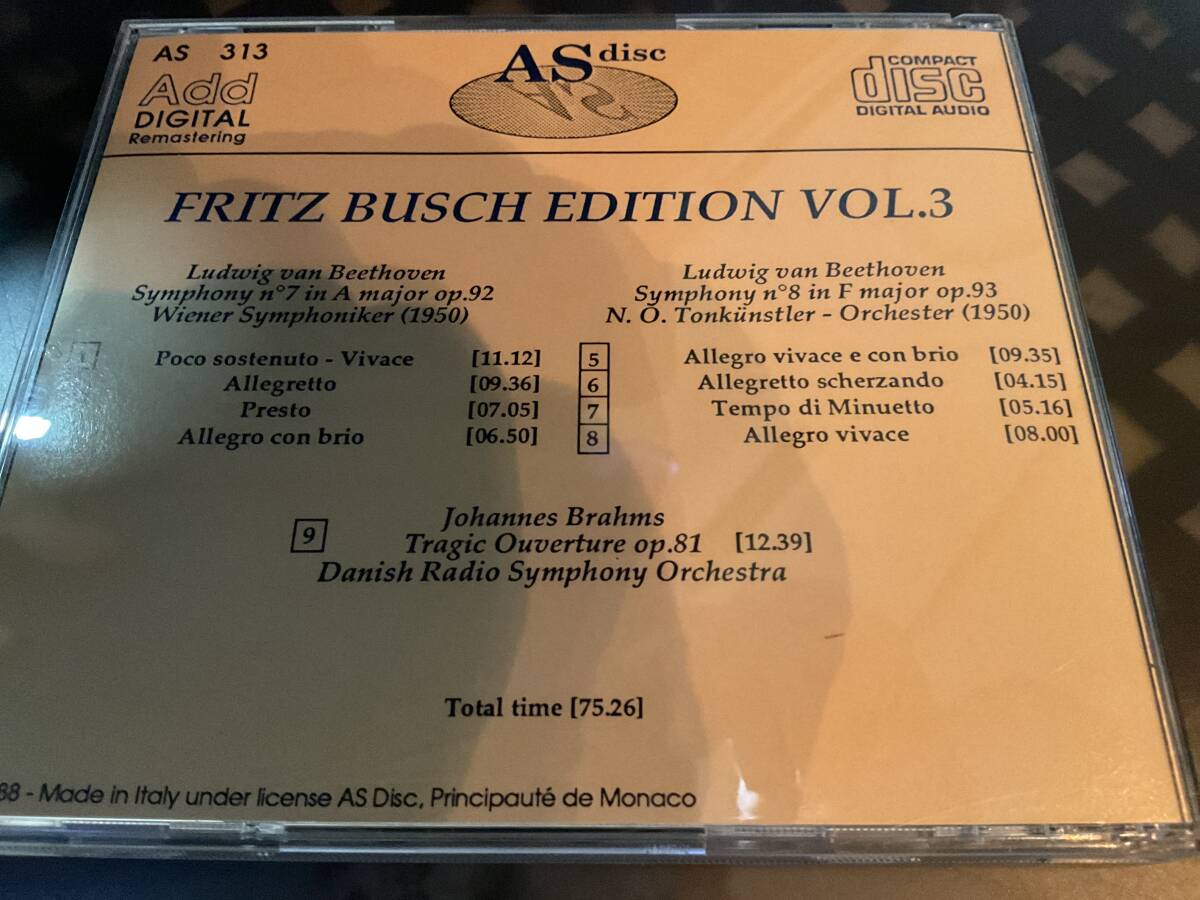 AS 313
Add
DIGITAL
Remastering
AS disc
AS
COMPACT
disc
DIGITAL AUDIO
FRITZ BUSCH EDITION VOL.3
Ludwig van Beethoven
Symphony n°7 in A major op.92
Wiener Symphoniker (1950)
1 Poco sostenuto - Vivace [11.12]
Allegretto [09.36]
Presto [07.05]
Allegro con brio [06.50]
Ludwig van Beethoven
Symphony n°8 in F major op.93
N. O. Tonkünstler - Orchester (1950)
5 Allegro vivace e con brio [09.35]
6 Allegretto scherzando [04.15]
7 Tempo di Minuetto [05.16]
8 Allegro vivace [08.00]
Johannes Brahms
9 Tragic Ouverture op.81 [12.39]
Danish Radio Symphony Orchestra
Total time [75.26]
88 - Made in Italy under license AS Disc, Principauté de Monaco